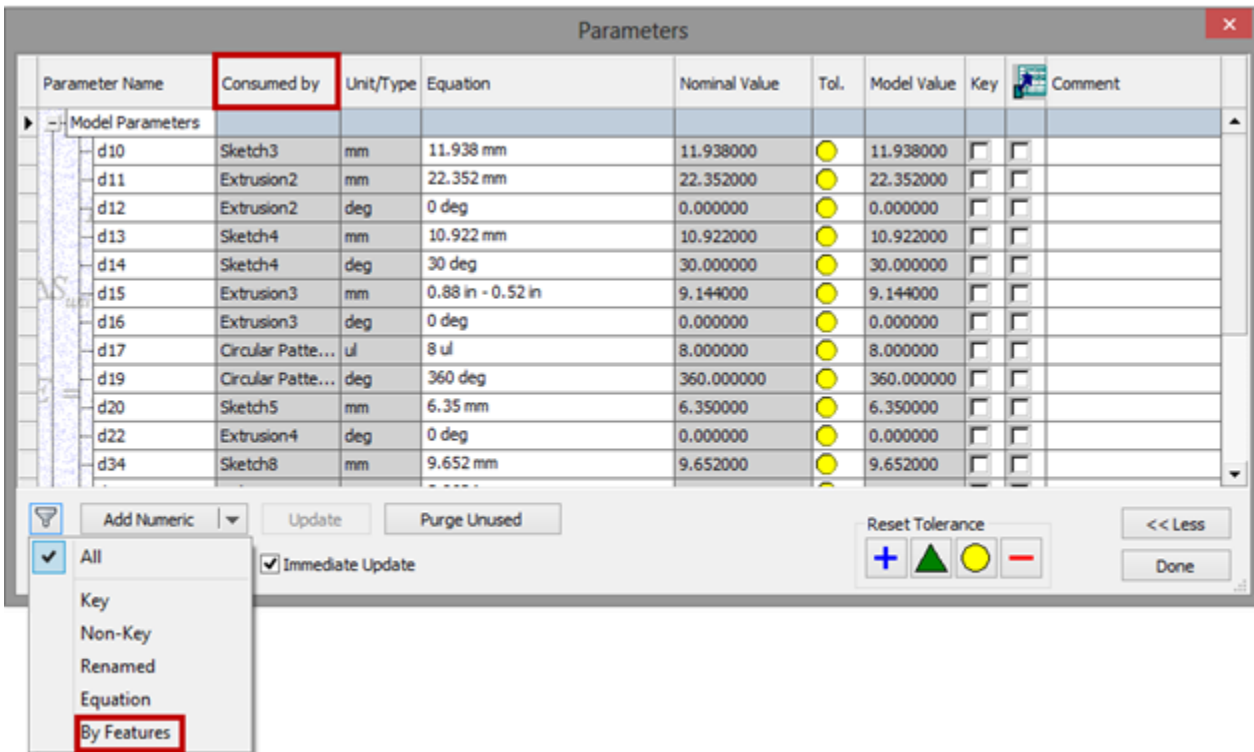 Parameters
Parameter Name Consumed by Unit/Type Equation Nominal Value Tol. Model Value Key Comment
Model Parameters
d10 Sketch3 mm 11.938 mm 11.938000 11.938000
d11 Extrusion2 mm 22.352 mm 22.352000 22.352000
d12 Extrusion2 deg 0 deg 0.000000 0.000000
d13 Sketch4 mm 10.922 mm 10.922000 10.922000
d14 Sketch4 deg 30 deg 30.000000 30.000000
d15 Extrusion3 mm 0.88 in - 0.52 in 9.144000 9.144000
d16 Extrusion3 deg 0 deg 0.000000 0.000000
d17 Circular Patte... ul 8 ul 8.000000 8.000000
d19 Circular Patte... deg 360 deg 360.000000 360.000000
d20 Sketch5 mm 6.35 mm 6.350000 6.350000
d22 Extrusion4 deg 0 deg 0.000000 0.000000
d34 Sketch8 mm 9.652 mm 9.652000 9.652000
Add Numeric Update Purge Unused Reset Tolerance << Less
All Immediate Update Done
Key
Non-Key
Renamed
Equation
By Features